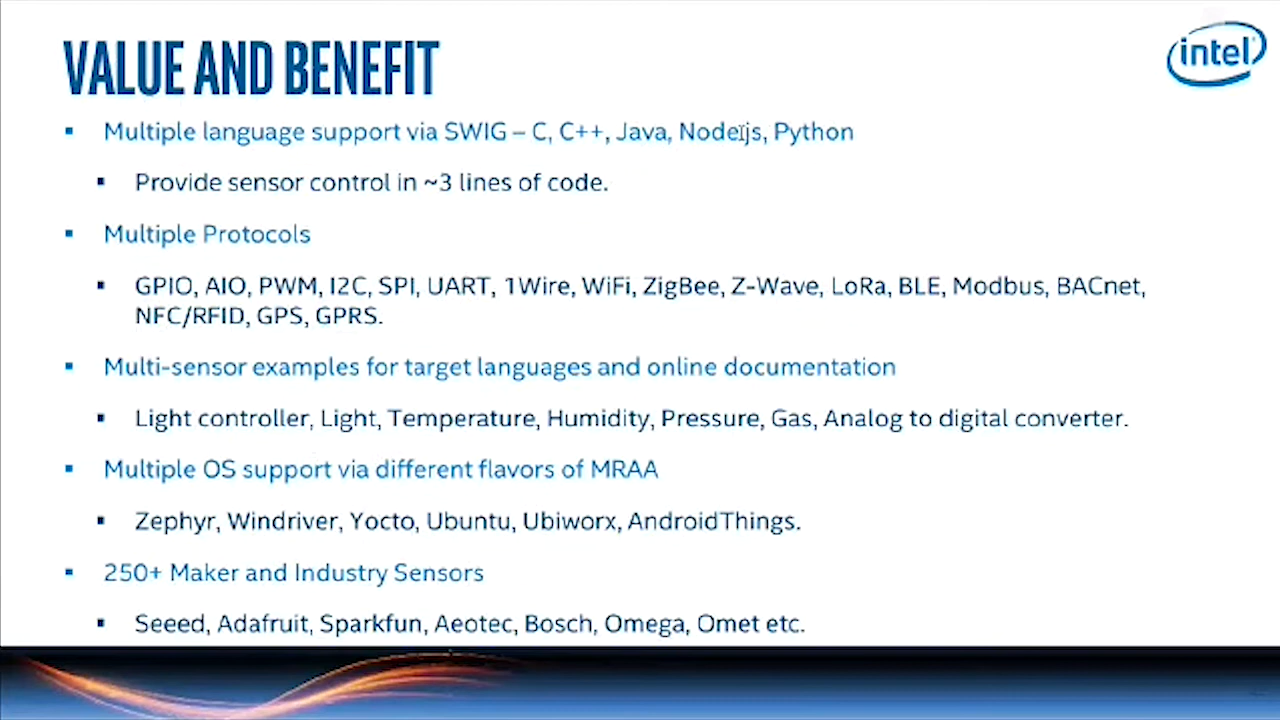 VALUE AND BENEFIT
intel
Multiple language support via SWIG – C, C++, Java, Nodejs, Python
Provide sensor control in ~3 lines of code.
Multiple Protocols
GPIO, AIO, PWM, I2C, SPI, UART, 1Wire, WiFi, ZigBee, Z-Wave, LoRa, BLE, Modbus, BACnet,
NFC/RFID, GPS, GPRS.
Multi-sensor examples for target languages and online documentation
Light controller, Light, Temperature, Humidity, Pressure, Gas, Analog to digital converter.
Multiple OS support via different flavors of MRAA
Zephyr, Windriver, Yocto, Ubuntu, Ubiworx, AndroidThings.
250+ Maker and Industry Sensors
Seeed, Adafruit, Sparkfun, Aeotec, Bosch, Omega, Omet etc.